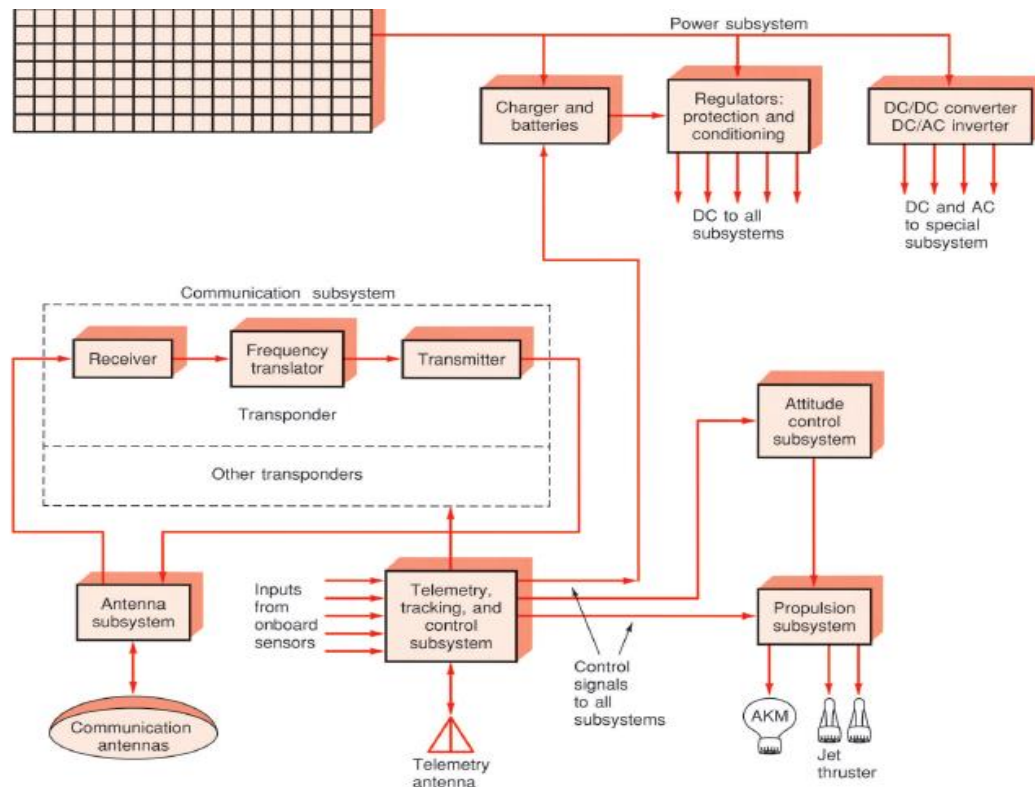 Power subsystem
Charger and
batteries
Regulators:
protection and
conditioning
DC/DC converter
DC/AC inverter
DC to all
subsystems
DC and AC
to special
subsystem
Communication subsystem
Receiver
Frequency
translator
Transmitter
Transponder
Other transponders
Attitude
control
subsystem
Antenna
subsystem
Inputs
from
onboard
sensors
Telemetry,
tracking, and
control
subsystem
Propulsion
subsystem
Control
signals
to all
subsystems
Communication
antennas
Telemetry
antenna
AKM
Jet
thruster